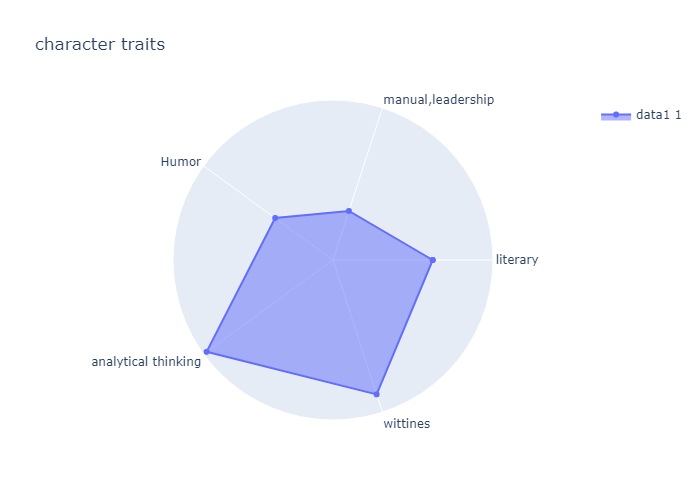 character traits
manual,leadership
data1 1
Humor
literary
analytical thinking
wittines